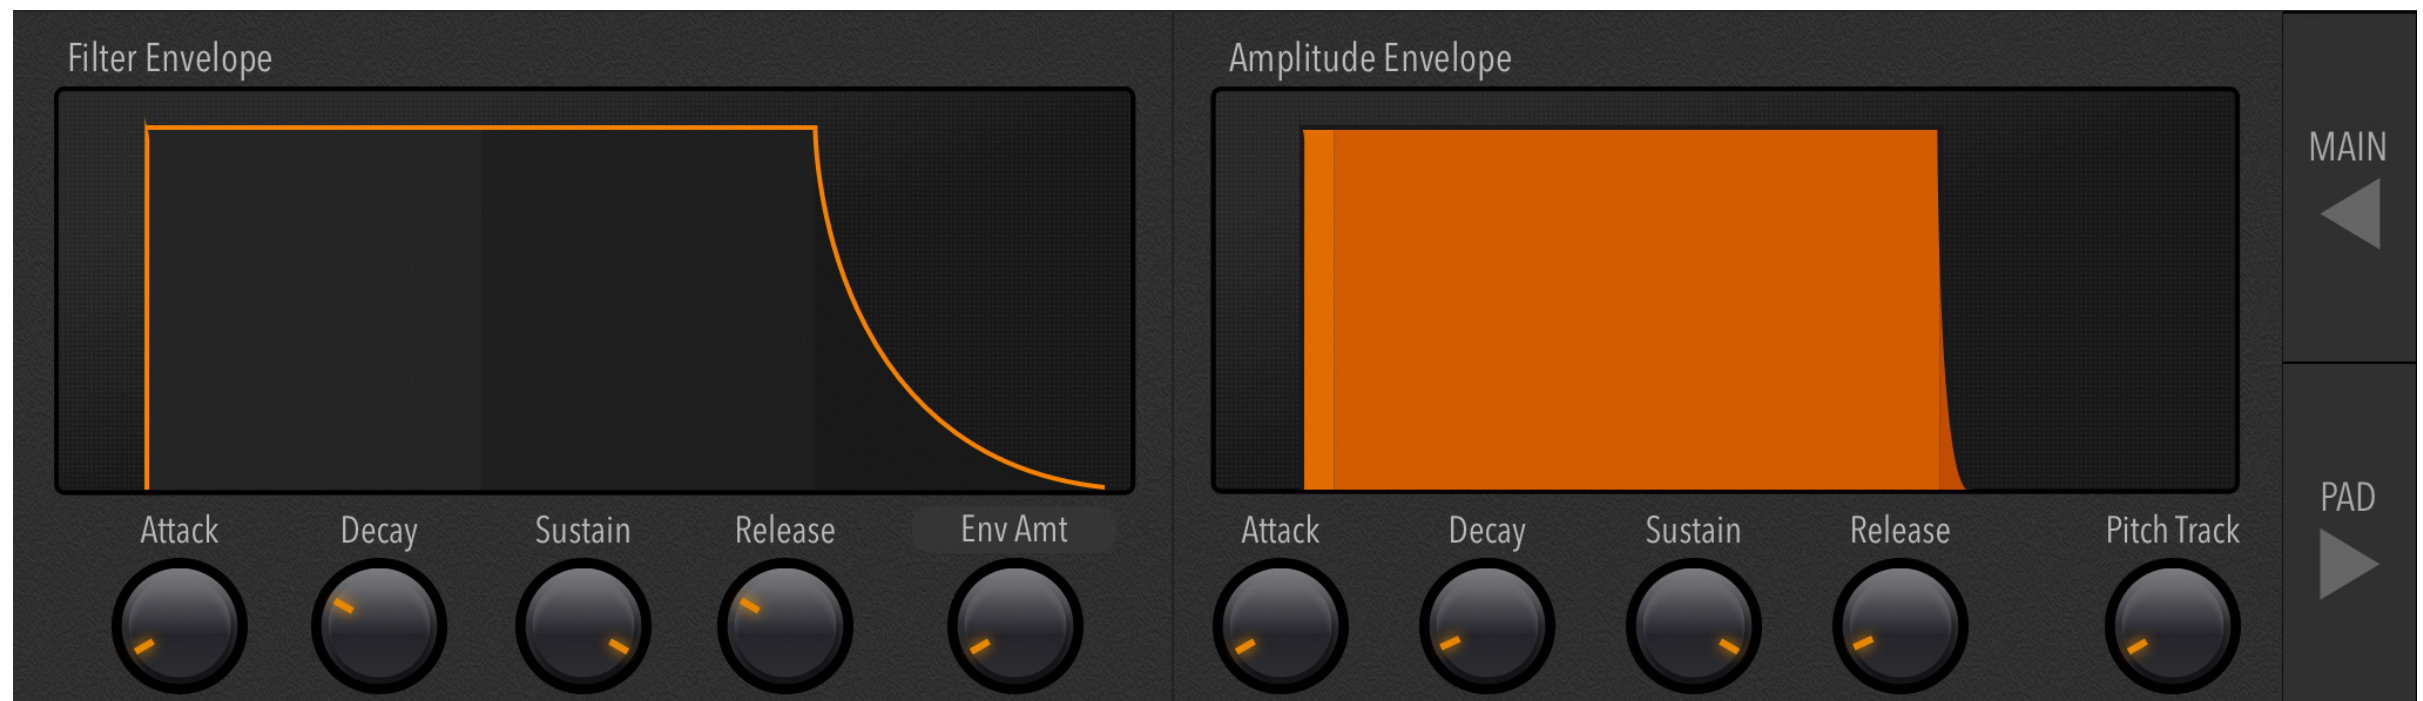 Filter Envelope
Attack
Decay
Sustain
Release
Env Amt
Amplitude Envelope
Attack
Decay
Sustain
Release
Pitch Track
MAIN
PAD